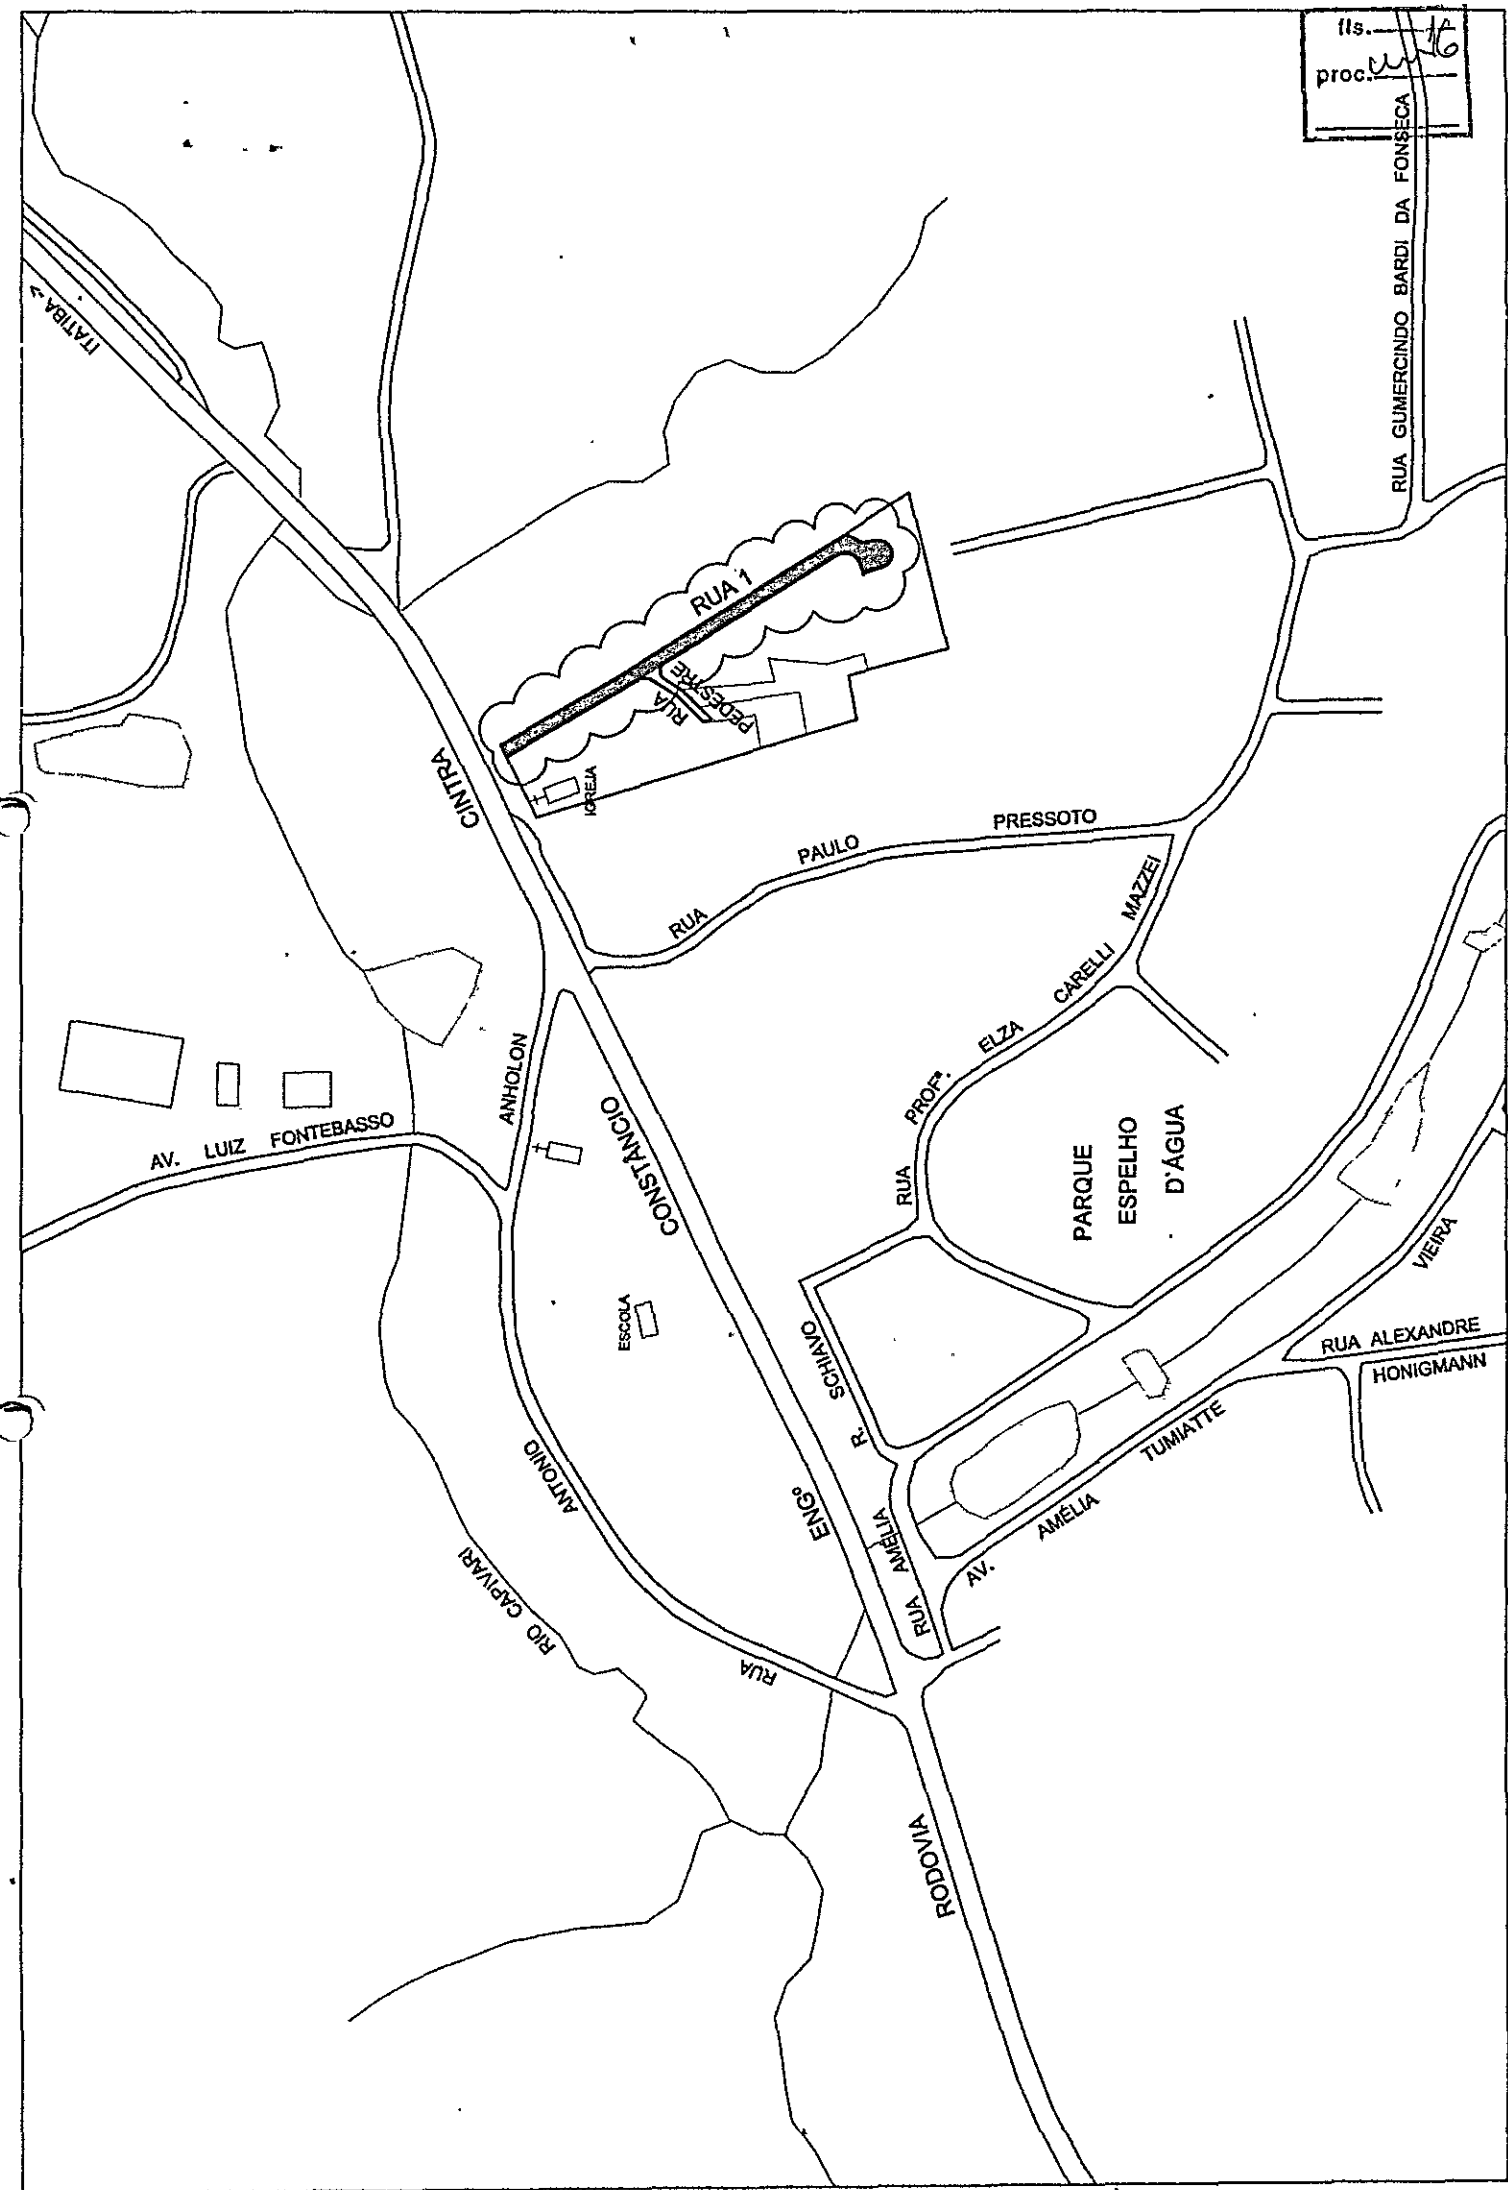 fls. 16
proc.
RUA GUMERCINDO BARDI DA FONSECA
ITATIBA ->
RUA 1
RUA
PEDESTRE
IGREJA
RODOVIA ENGº CONSTÂNCIO CINTRA
RUA PAULO PRESSOTO
RUA PROFª. ELZA CARELLI MAZZEI
AV. LUIZ FONTEBASSO
RUA ANTONIO ANHOLON
ESCOLA
PARQUE
ESPELHO
D'ÁGUA
R. SCHIAVO
RUA AMÉLIA
AV. AMÉLIA TUMIATTE VIEIRA
RUA ALEXANDRE
HONIGMANN
RIO CAPIVARI